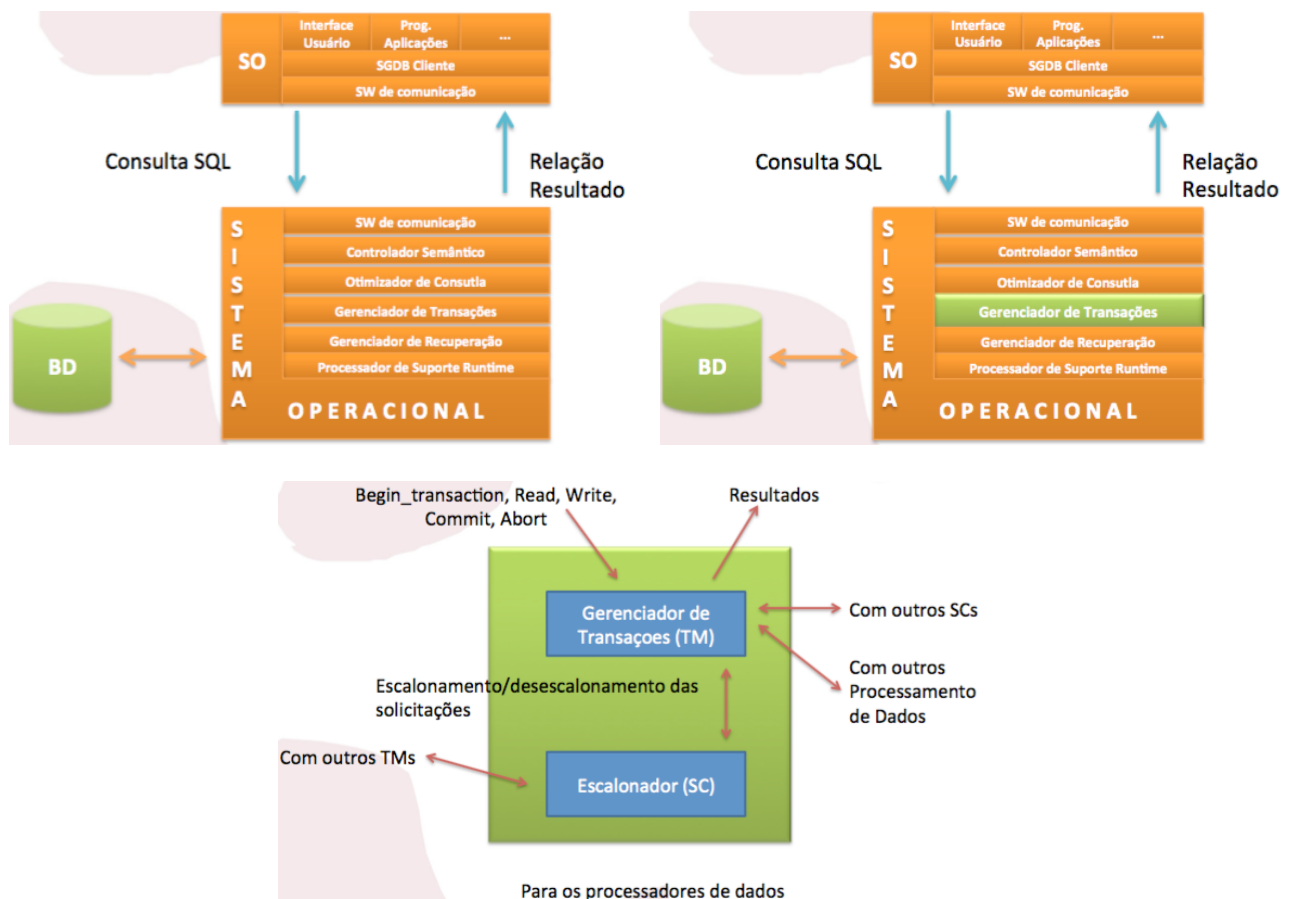 Interface
Usuário
Prog.
Aplicações
...
SO
SGDB Cliente
SW de comunicação
Consulta SQL
Relação
Resultado
SISTEMA
SW de comunicação
Controlador Semântico
Otimizador de Consutla
Gerenciador de Transações
Gerenciador de Recuperação
Processador de Suporte Runtime
OPERACIONAL
BD
Interface
Usuário
Prog.
Aplicações
...
SO
SGDB Cliente
SW de comunicação
Consulta SQL
Relação
Resultado
SISTEMA
SW de comunicação
Controlador Semântico
Otimizador de Consutla
Gerenciador de Transações
Gerenciador de Recuperação
Processador de Suporte Runtime
OPERACIONAL
BD
Begin_transaction, Read, Write,
Commit, Abort
Resultados
Gerenciador de
Transaçoes (TM)
Com outros SCs
Com outros
Processamento
de Dados
Escalonamento/desescalonamento das
solicitações
Com outros TMs
Escalonador (SC)
Para os processadores de dados